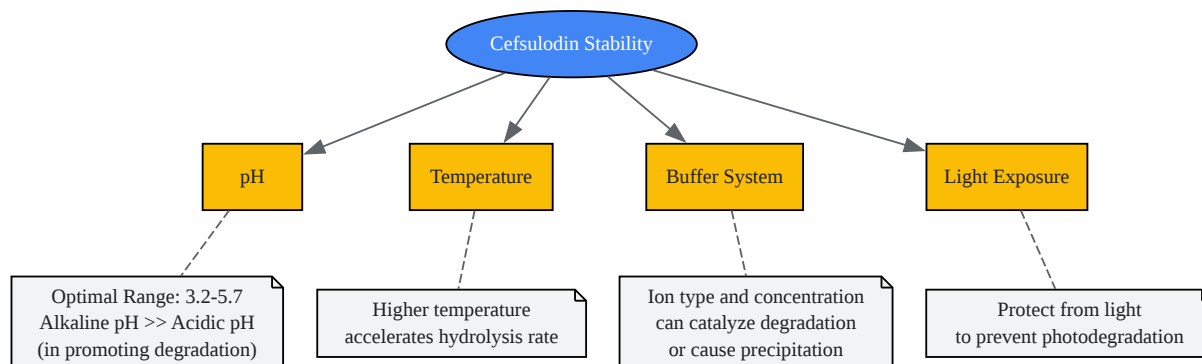 Cefsulodin Stability
pH
Temperature
Buffer System
Light Exposure
Optimal Range: 3.2-5.7
Alkaline pH >> Acidic pH
(in promoting degradation)
Higher temperature
accelerates hydrolysis rate
Ion type and concentration
can catalyze degradation
or cause precipitation
Protect from light
to prevent photodegradation